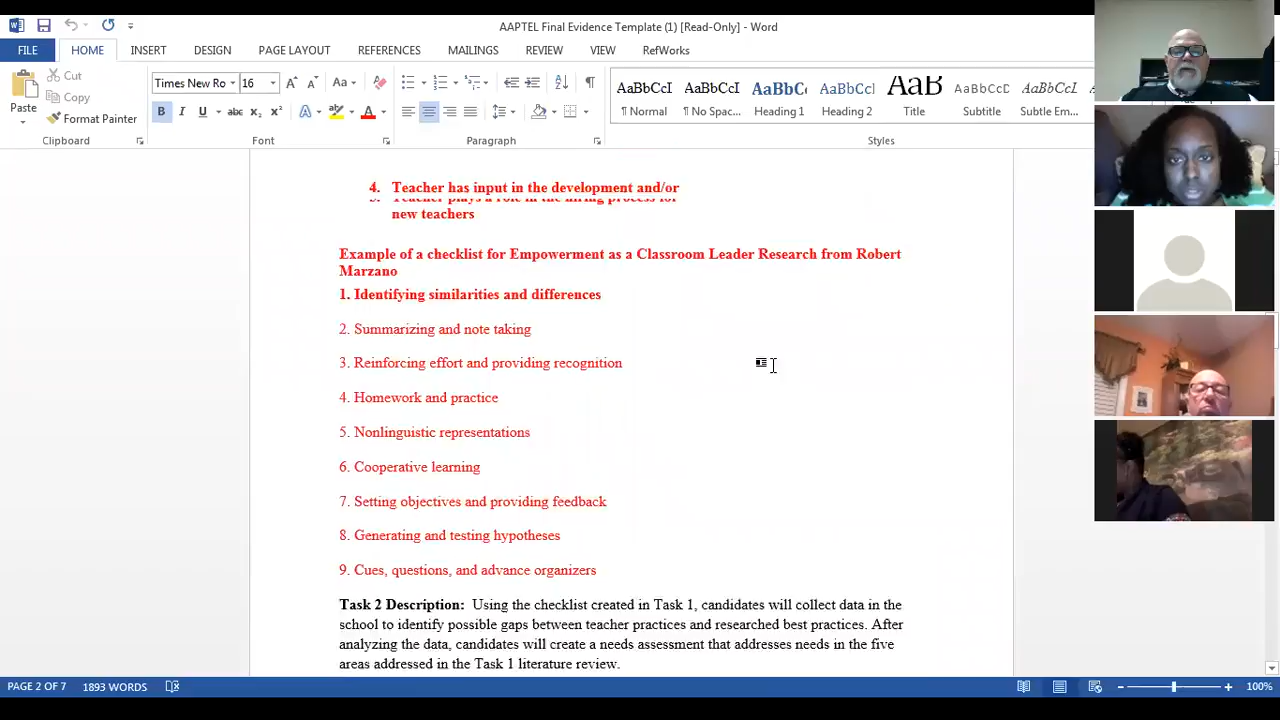 AAPTEL Final Evidence Template (1) [Read-Only] - Word
FILE HOME INSERT DESIGN PAGE LAYOUT REFERENCES MAILINGS REVIEW VIEW RefWorks
Paste
Cut
Copy
Format Painter
Times New Ro 16
AaBbCcI AaBbCcI AaBbCc AaBbCcI AaB AaBbCcD AaBbCcI
¶ Normal ¶ No Spac... Heading 1 Heading 2 Title Subtitle Subtle Em...
Clipboard Font Paragraph Styles
4. Teacher has input in the development and/or
Teacher plays a role in the hiring process for
new teachers
Example of a checklist for Empowerment as a Classroom Leader Research from Robert
Marzano
1. Identifying similarities and differences
2. Summarizing and note taking
3. Reinforcing effort and providing recognition
4. Homework and practice
5. Nonlinguistic representations
6. Cooperative learning
7. Setting objectives and providing feedback
8. Generating and testing hypotheses
9. Cues, questions, and advance organizers
Task 2 Description: Using the checklist created in Task 1, candidates will collect data in the
school to identify possible gaps between teacher practices and researched best practices. After
analyzing the data, candidates will create a needs assessment that addresses needs in the five
areas addressed in the Task 1 literature review.
PAGE 2 OF 7 1893 WORDS 100%